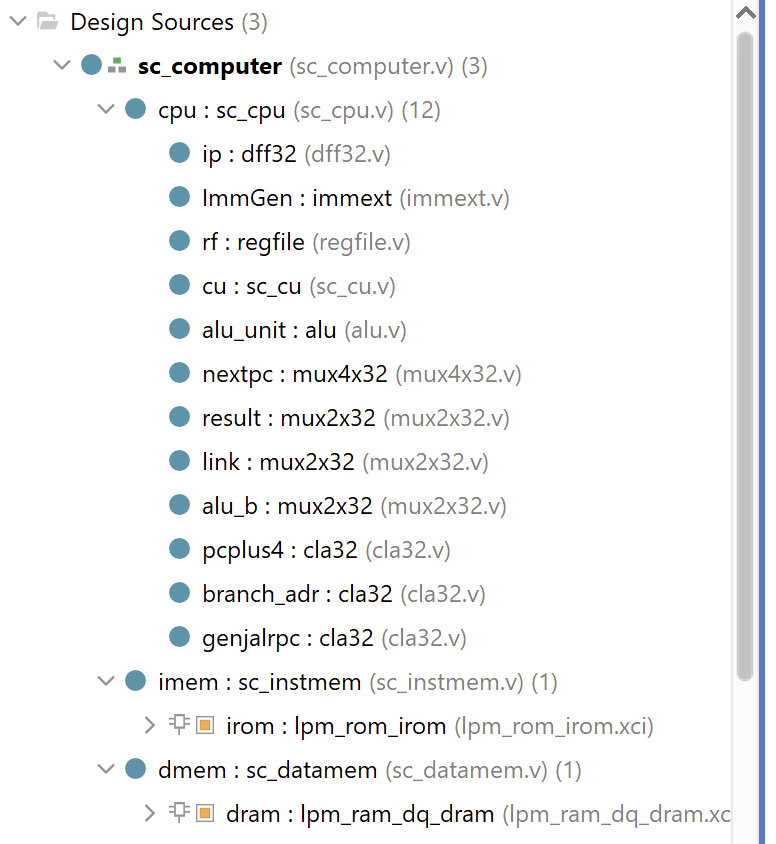 Design Sources (3)
sc_computer (sc_computer.v) (3)
cpu : sc_cpu (sc_cpu.v) (12)
ip : dff32 (dff32.v)
ImmGen : immext (immext.v)
rf : regfile (regfile.v)
cu : sc_cu (sc_cu.v)
alu_unit : alu (alu.v)
nextpc : mux4x32 (mux4x32.v)
result : mux2x32 (mux2x32.v)
link : mux2x32 (mux2x32.v)
alu_b : mux2x32 (mux2x32.v)
pcplus4 : cla32 (cla32.v)
branch_adr : cla32 (cla32.v)
genjalrpc : cla32 (cla32.v)
imem : sc_instmem (sc_instmem.v) (1)
irom : lpm_rom_irom (lpm_rom_irom.xci)
dmem : sc_datamem (sc_datamem.v) (1)
dram : lpm_ram_dq_dram (lpm_ram_dq_dram.xc